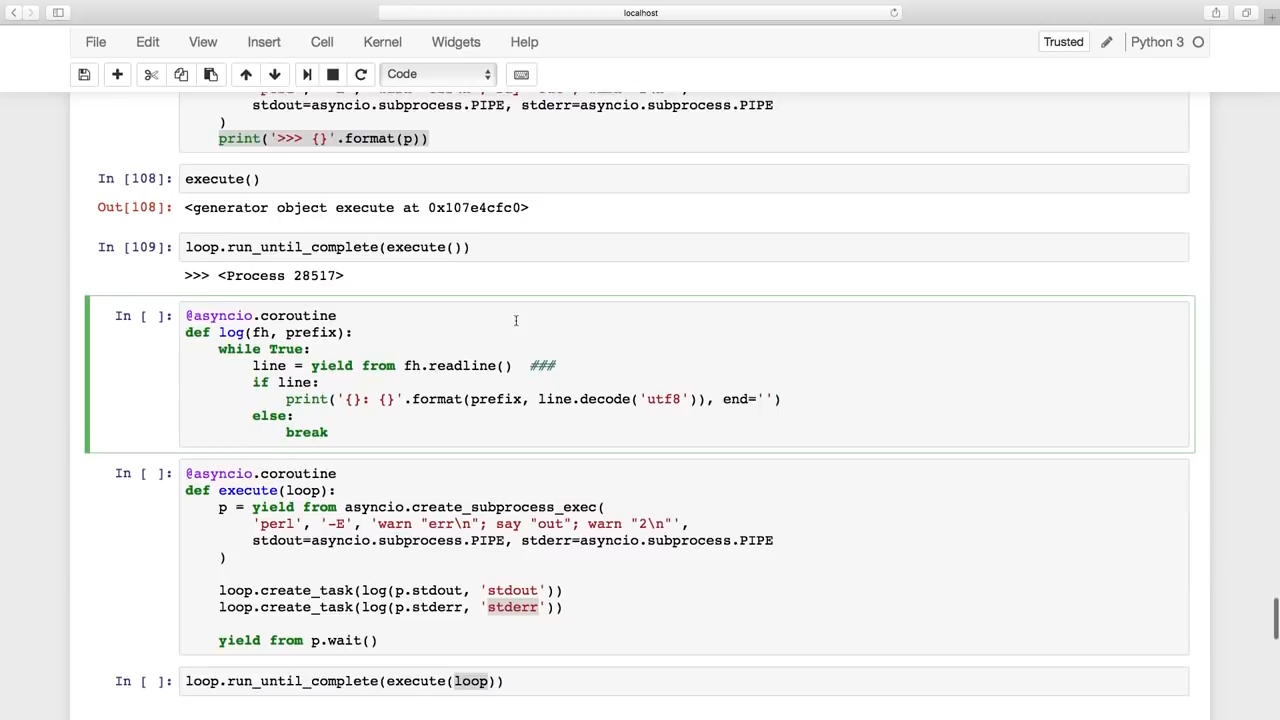 localhost
File Edit View Insert Cell Kernel Widgets Help Trusted Python 3
Code
stdout=asyncio.subprocess.PIPE, stderr=asyncio.subprocess.PIPE
)
print('>>> {}'.format(p))
In [108]: execute()
Out[108]: <generator object execute at 0x107e4cfc0>
In [109]: loop.run_until_complete(execute())
>>> <Process 28517>
In [ ]: @asyncio.coroutine
def log(fh, prefix):
while True:
line = yield from fh.readline()  ###
if line:
print('{}: {}'.format(prefix, line.decode('utf8')), end='')
else:
break
In [ ]: @asyncio.coroutine
def execute(loop):
p = yield from asyncio.create_subprocess_exec(
'perl', '-E', 'warn "err\n"; say "out"; warn "2\n"',
stdout=asyncio.subprocess.PIPE, stderr=asyncio.subprocess.PIPE
)
loop.create_task(log(p.stdout, 'stdout'))
loop.create_task(log(p.stderr, 'stderr'))
yield from p.wait()
In [ ]: loop.run_until_complete(execute(loop))